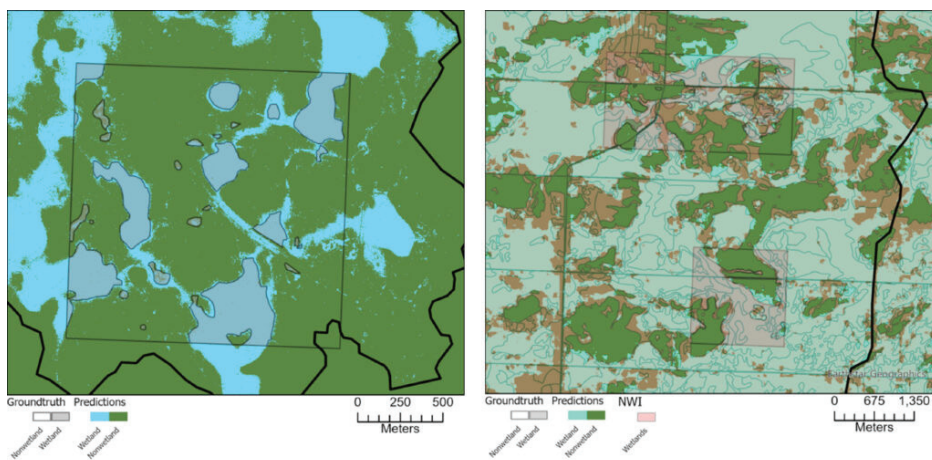 Groundtruth Predictions
Nonwetland
Wetland
Wetland
Nonwetland
0 250 500
Meters
Groundtruth Predictions NWI
Nonwetland
Wetland
Wetland
Nonwetland
Wetlands
Geographics
0 675 1,350
Meters